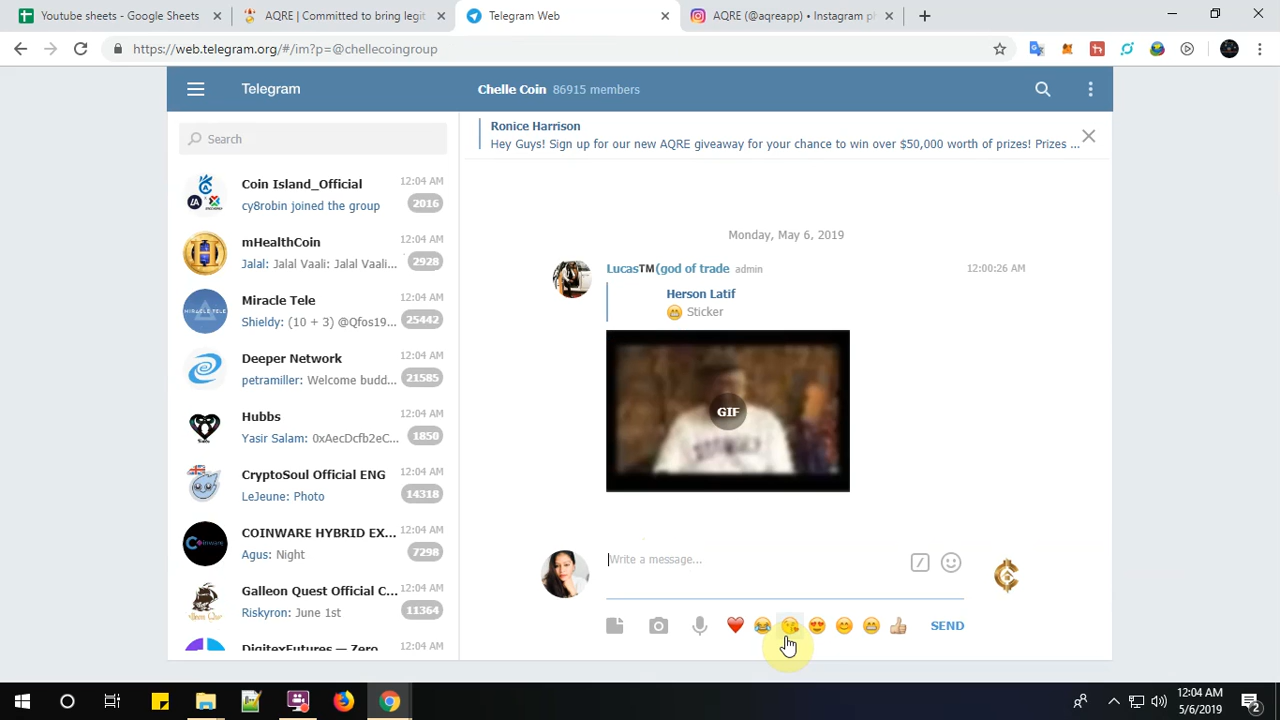 Youtube sheets - Google Sheets
AQRE | Committed to bring legit
Telegram Web
AQRE (@aqreapp) • Instagram ph
https://web.telegram.org/#/im?p=@chellecoingroup
Telegram
Chelle Coin 86915 members
Search
Ronice Harrison
Hey Guys! Sign up for our new AQRE giveaway for your chance to win over $50,000 worth of prizes! Prizes ...
Coin Island_Official 12:04 AM
cy8robin joined the group 2016
mHealthCoin 12:04 AM
Jalal: Jalal Vaali: Jalal Vaali... 2928
Miracle Tele 12:04 AM
Shieldy: (10 + 3) @Qfos19... 25442
Deeper Network 12:04 AM
petramiller: Welcome budd... 21585
Hubbs 12:04 AM
Yasir Salam: 0xAecDcfb2eC... 1850
CryptoSoul Official ENG 12:04 AM
LeJeune: Photo 14318
COINWARE HYBRID EX... 12:04 AM
Agus: Night 7298
Galleon Quest Official C... 12:04 AM
Riskyron: June 1st 11364
DigitexFutures — Zero 12:04 AM
Monday, May 6, 2019
Lucas™(god of trade admin 12:00:26 AM
Herson Latif
😁 Sticker
GIF
Write a message...
SEND
12:04 AM
5/6/2019
2